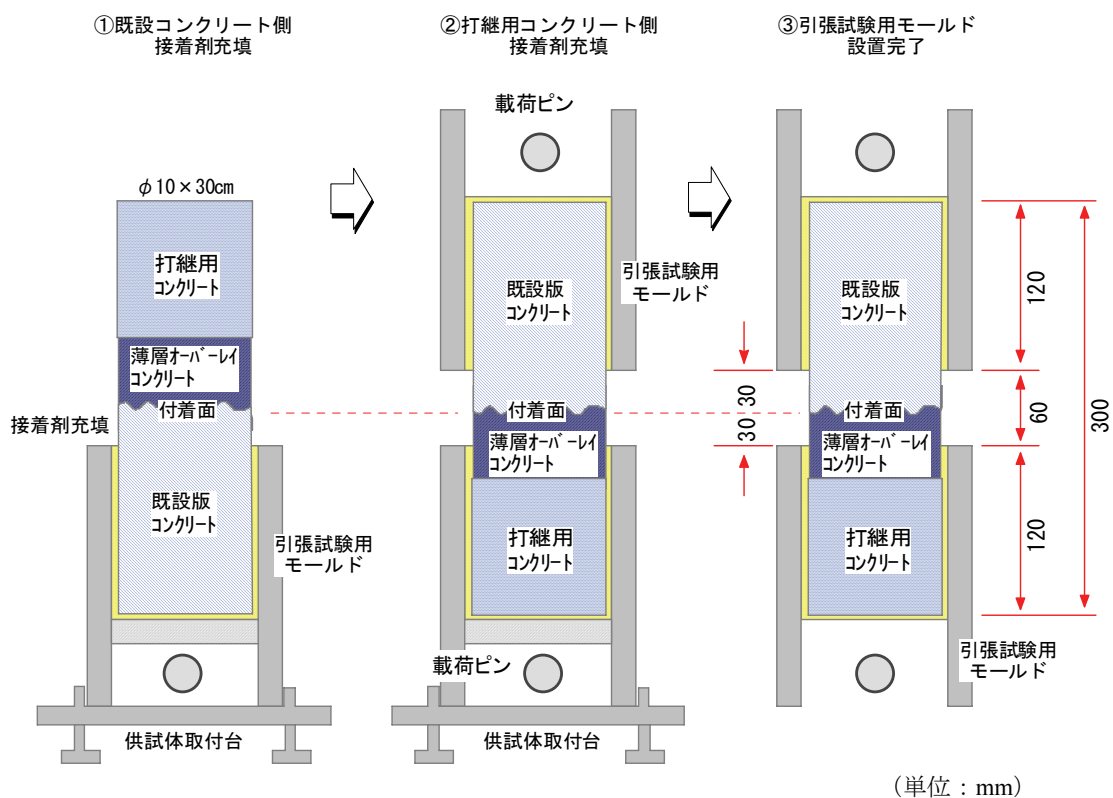 ①既設コンクリート側
接着剤充填
②打継用コンクリート側
接着剤充填
③引張試験用モールド
設置完了
φ10×30cm
打継用
コンクリート
薄層オーバーレイ
コンクリート
付着面
接着剤充填
既設版
コンクリート
引張試験用
モールド
供試体取付台
載荷ピン
既設版
コンクリート
引張試験用
モールド
付着面
薄層オーバーレイ
コンクリート
打継用
コンクリート
載荷ピン
供試体取付台
30
30
既設版
コンクリート
付着面
薄層オーバーレイ
コンクリート
打継用
コンクリート
引張試験用
モールド
120
60
120
300
(単位:mm)